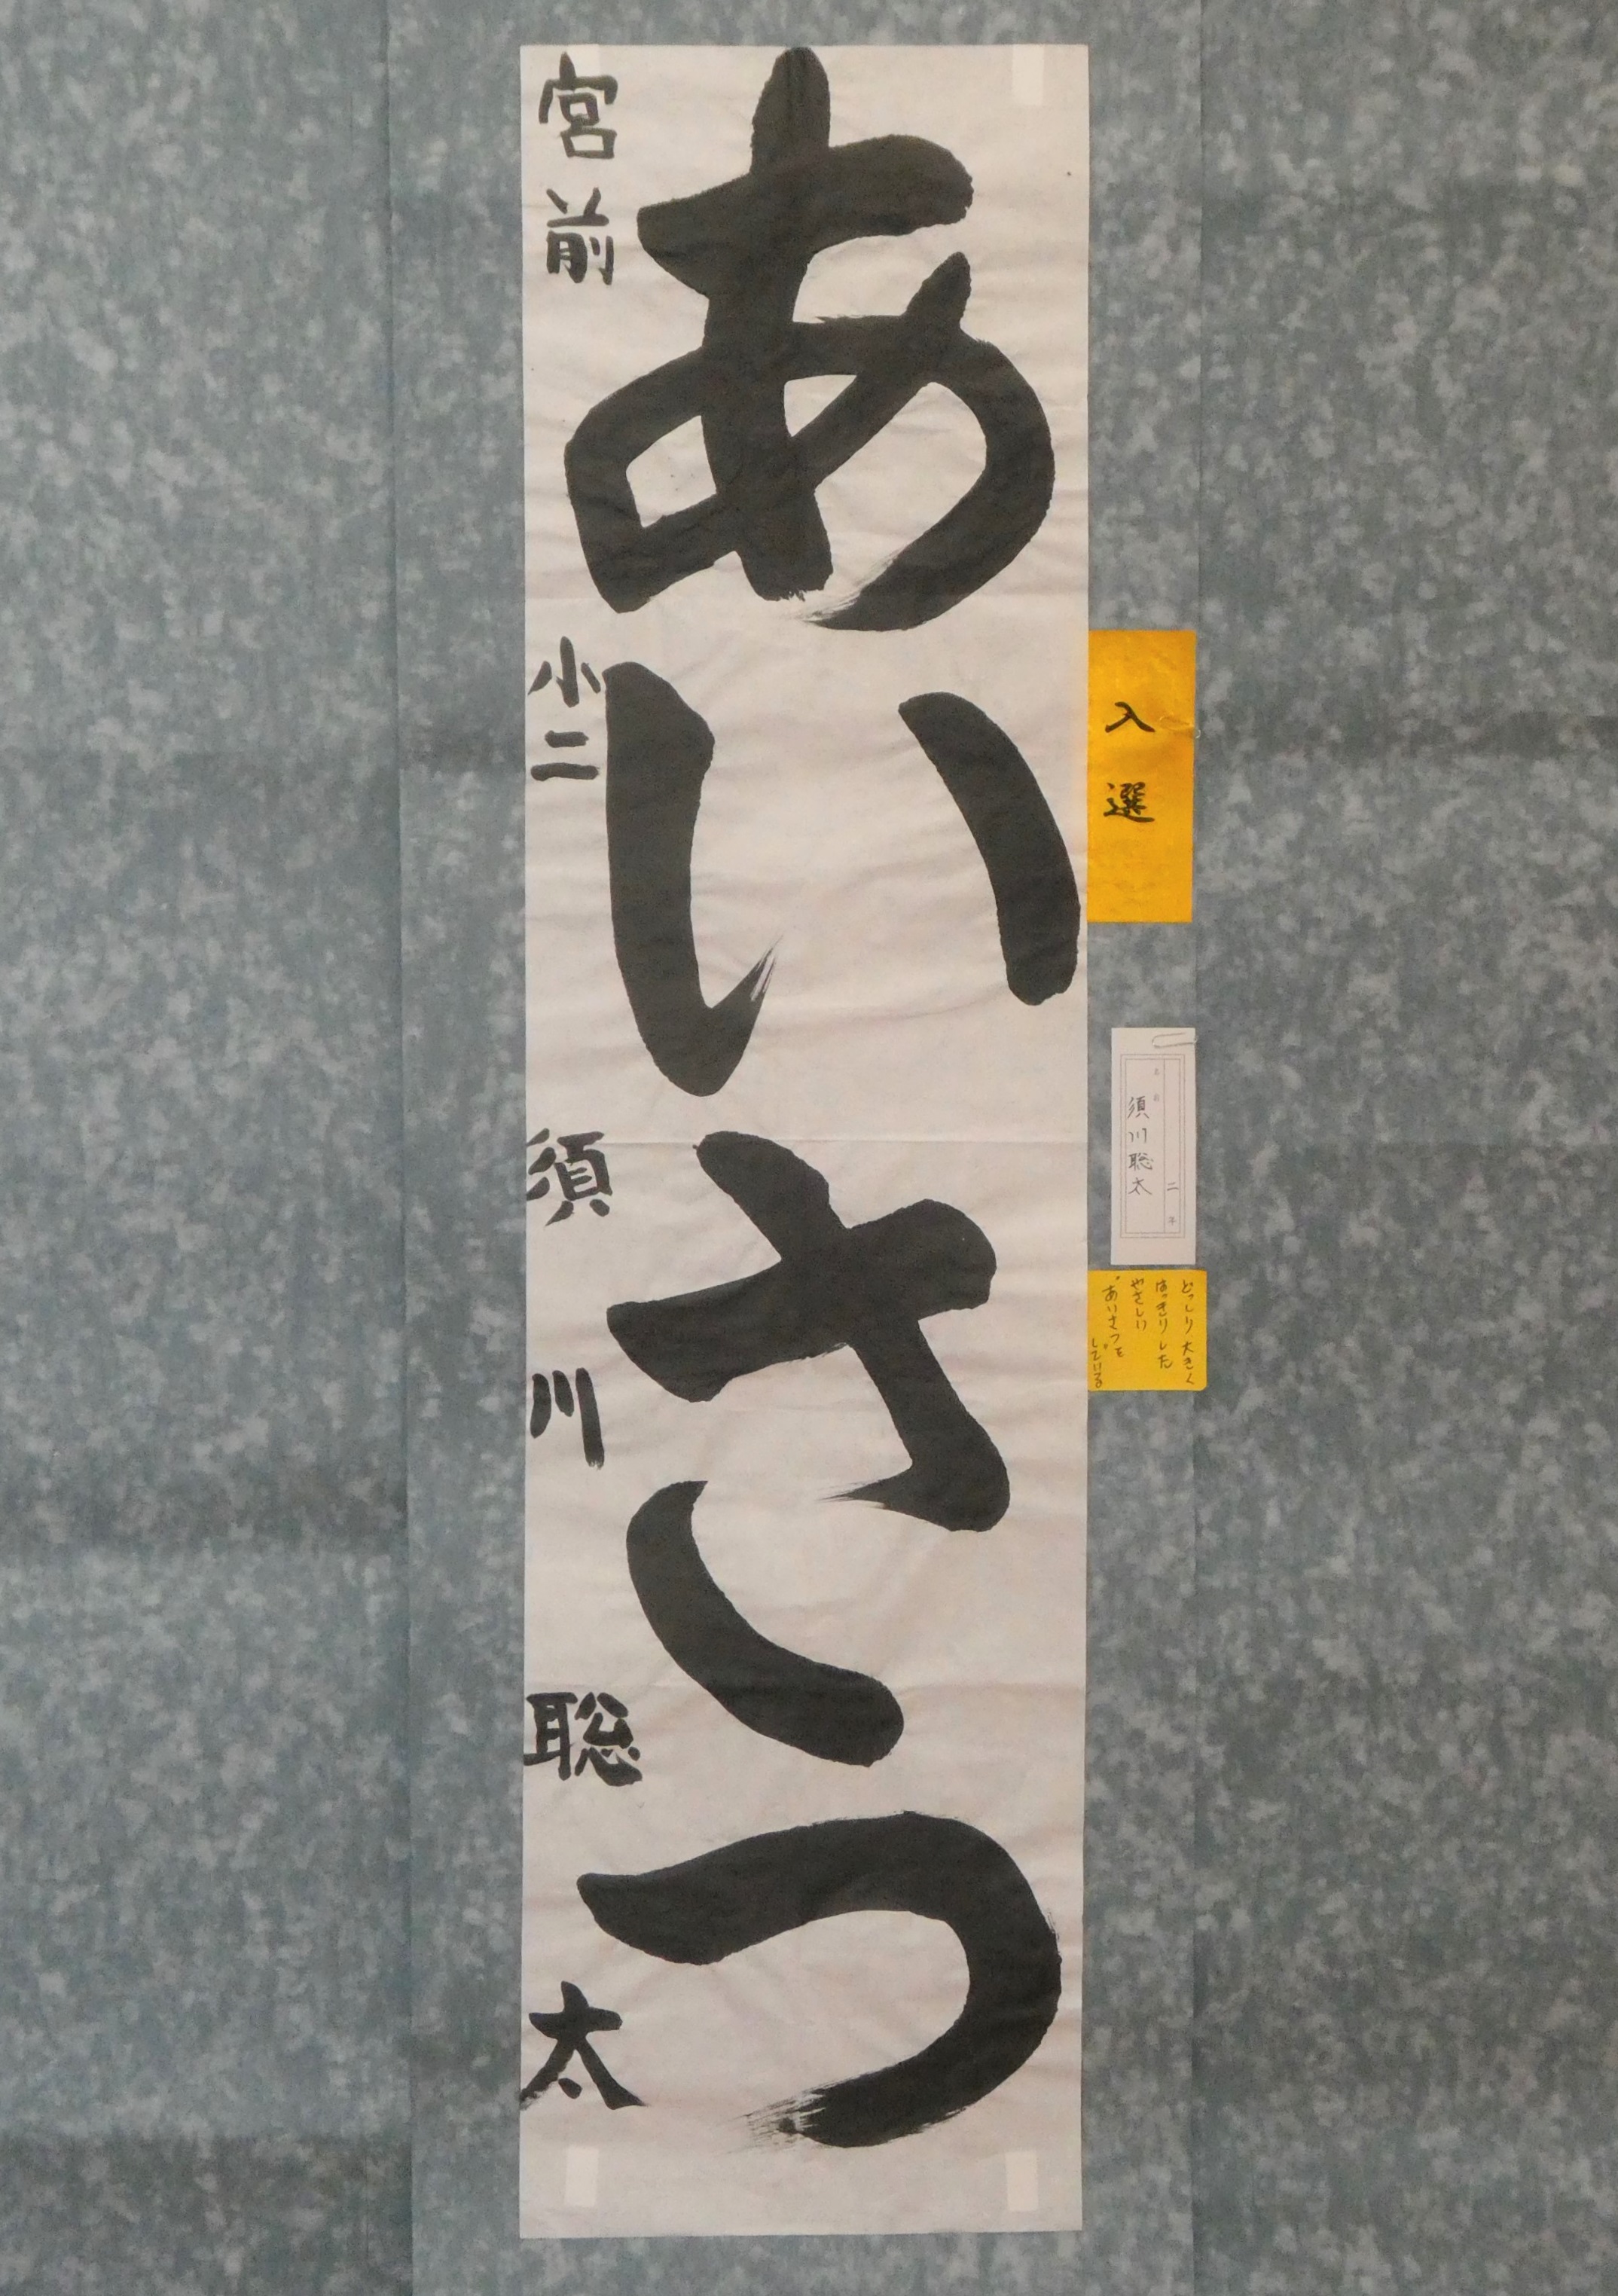 あいさつ
宮前小二 須川聡太
入選
二年
名前 須川聡太
どっしり大きく
はっきりした
やさしい
あいさつを
している